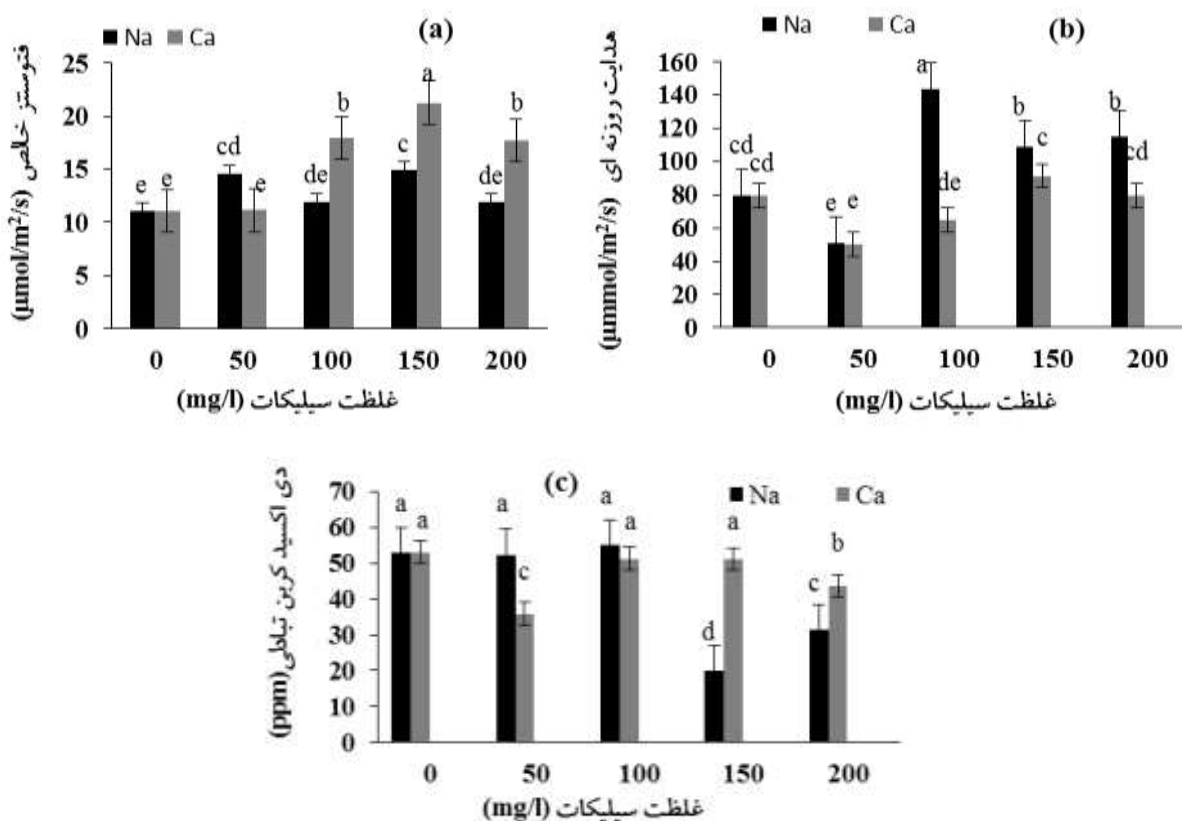 (a)
Na Ca
فتوسنتز خالص (µmol/m²/s)
25
20
15
10
5
0
e e cd e de b c a de b
0 50 100 150 200
غلظت سیلیکات (mg/l)
(b)
Na Ca
هدایت روزنه ای (µmmol/m²/s)
160
140
120
100
80
60
40
20
0
cd cd e e a de b c b cd
0 50 100 150 200
غلظت سیلیکات (mg/l)
(c)
Na Ca
دی اکسید کربن تبادلی (ppm)
70
60
50
40
30
20
10
0
a a a c a a d a c b
0 50 100 150 200
غلظت سیلیکات (mg/l)